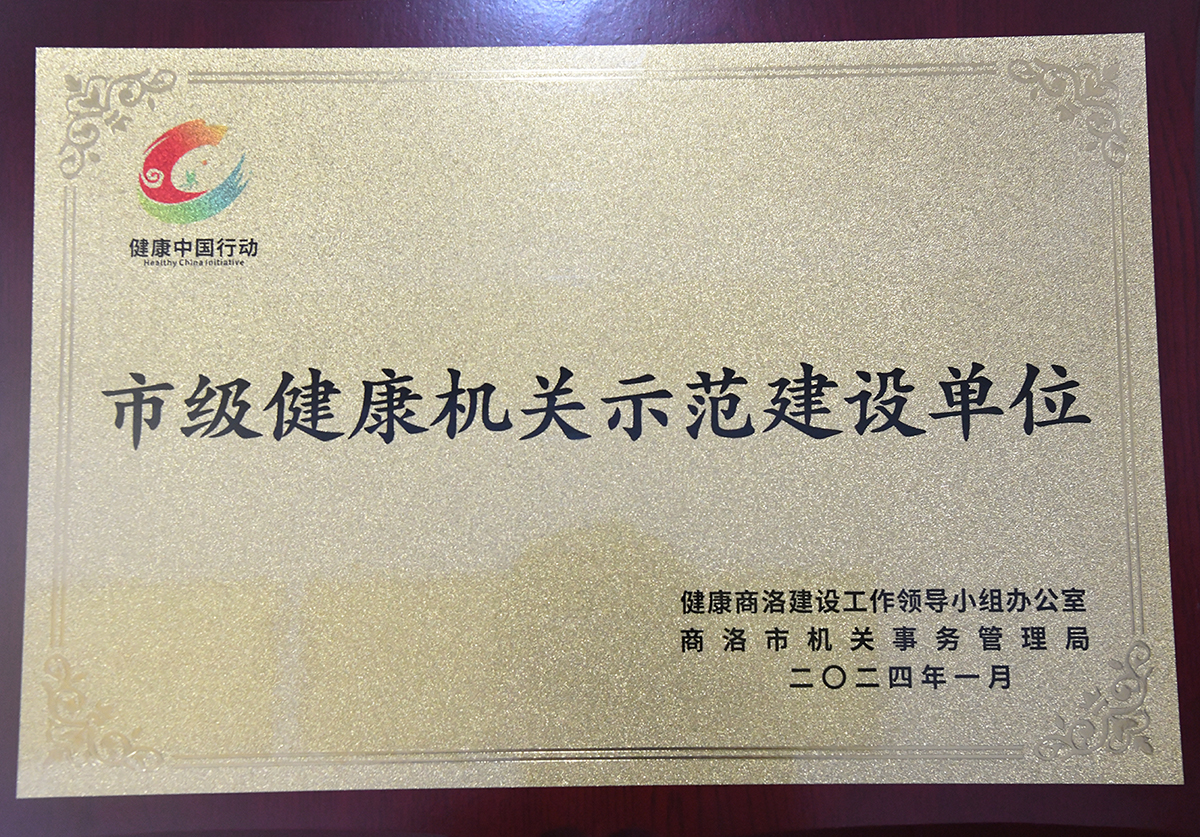 健康中国行动
Healthy China Initiative
市级健康机关示范建设单位
健康商洛建设工作领导小组办公室
商洛市机关事务管理局
二〇二四年一月